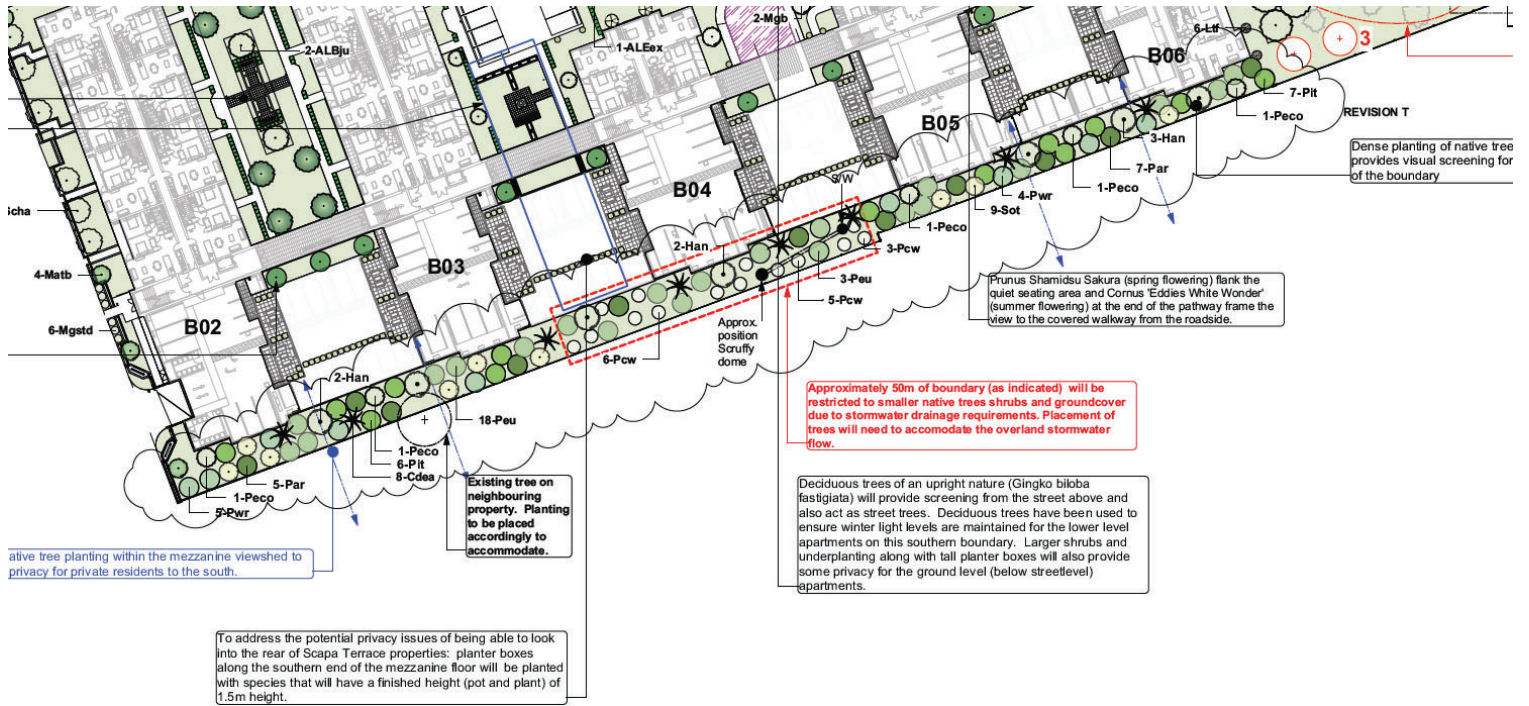 2-Mgb
2-ALBju
1-ALEex
6-Ltf
3
B06
7-Pit
1-Peco
REVISION T
B05
3-Han
Dense planting of native tree
provides visual screening for
of the boundary
7-Par
1-Peco
4-Pwr
9-Sot
B04
S/W
1-Peco
2-Han
3-Pcw
3-Peu
5-Pcw
Scha
4-Matb
B03
Prunus Shamidsu Sakura (spring flowering) flank the
quiet seating area and Cornus 'Eddies White Wonder'
(summer flowering) at the end of the pathway frame the
view to the covered walkway from the roadside.
6-Mgstd
B02
Approx.
position
Scruffy
dome
6-Pcw
2-Han
Approximately 50m of boundary (as indicated) will be
restricted to smaller native trees shrubs and groundcover
due to stormwater drainage requirements. Placement of
trees will need to accomodate the overland stormwater
flow.
18-Peu
1-Peco
6-Pit
8-Cdea
5-Par
1-Peco
5-Pwr
Existing tree on
neighbouring
property. Planting
to be placed
accordingly to
accommodate.
Deciduous trees of an upright nature (Gingko biloba
fastigiata) will provide screening from the street above and
also act as street trees. Deciduous trees have been used to
ensure winter light levels are maintained for the lower level
apartments on this southern boundary. Larger shrubs and
underplanting along with tall planter boxes will also provide
some privacy for the ground level (below streetlevel)
apartments.
ative tree planting within the mezzanine viewshed to
privacy for private residents to the south.
To address the potential privacy issues of being able to look
into the rear of Scapa Terrace properties: planter boxes
along the southern end of the mezzanine floor will be planted
with species that will have a finished height (pot and plant) of
1.5m height.